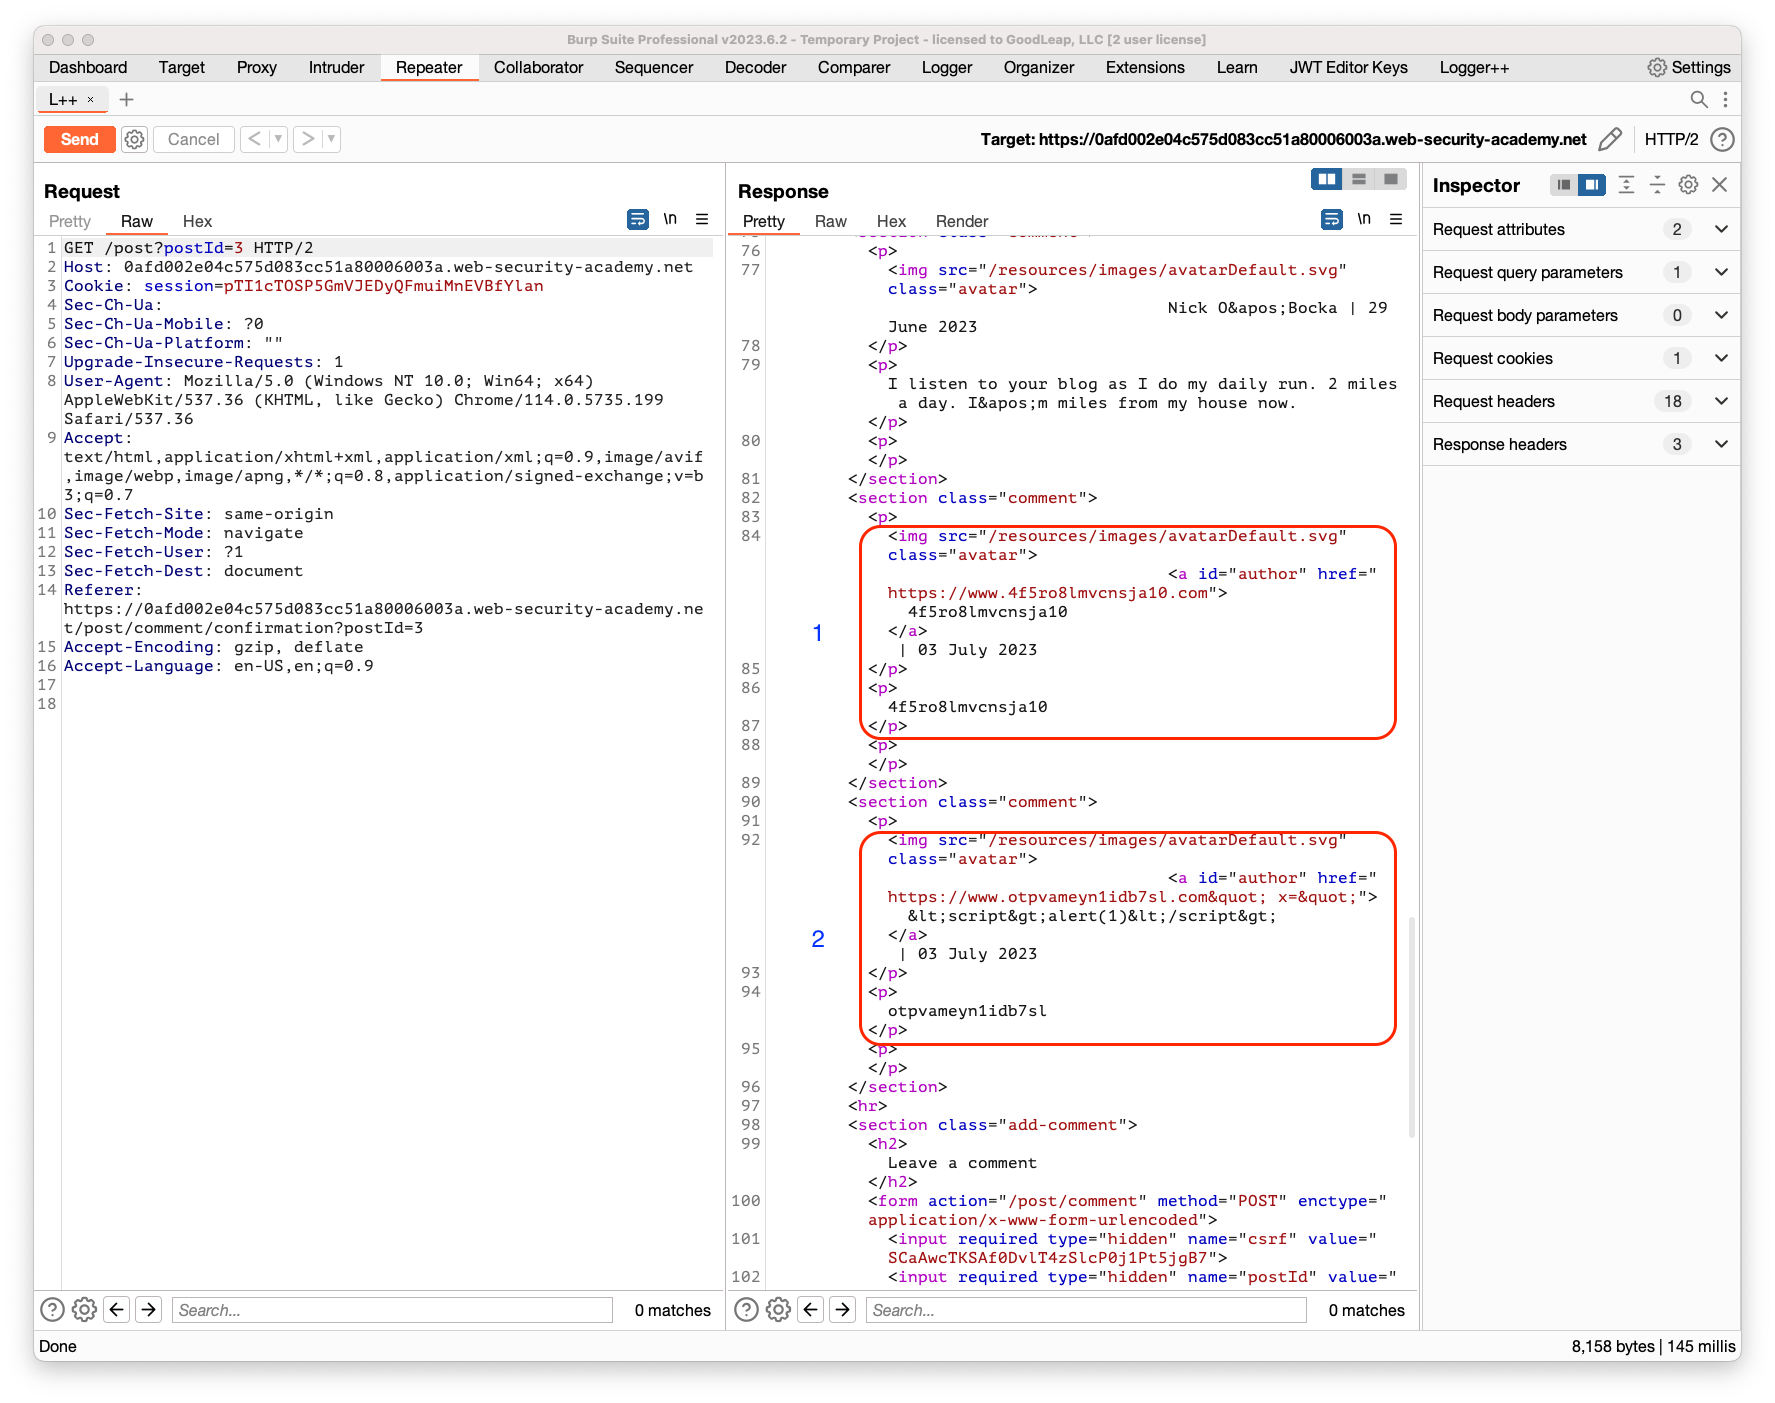 Burp Suite Professional v2023.6.2 - Temporary Project - licensed to GoodLeap, LLC [2 user license]
Dashboard Target Proxy Intruder Repeater Collaborator Sequencer Decoder Comparer Logger Organizer Extensions Learn JWT Editor Keys Logger++ Settings
L++ × +
Send Cancel < >
Target: https://0afd002e04c575d083cc51a80006003a.web-security-academy.net HTTP/2 ?
Request
Pretty Raw Hex \n
1 GET /post?postId=3 HTTP/2
2 Host: 0afd002e04c575d083cc51a80006003a.web-security-academy.net
3 Cookie: session=pTI1cTOSP5GmVJEDyQFmuiMnEVBfYlan
4 Sec-Ch-Ua:
5 Sec-Ch-Ua-Mobile: ?0
6 Sec-Ch-Ua-Platform: ""
7 Upgrade-Insecure-Requests: 1
8 User-Agent: Mozilla/5.0 (Windows NT 10.0; Win64; x64)
AppleWebKit/537.36 (KHTML, like Gecko) Chrome/114.0.5735.199
Safari/537.36
9 Accept:
text/html,application/xhtml+xml,application/xml;q=0.9,image/avif
,image/webp,image/apng,*/*;q=0.8,application/signed-exchange;v=b
3;q=0.7
10 Sec-Fetch-Site: same-origin
11 Sec-Fetch-Mode: navigate
12 Sec-Fetch-User: ?1
13 Sec-Fetch-Dest: document
14 Referer:
https://0afd002e04c575d083cc51a80006003a.web-security-academy.ne
t/post/comment/confirmation?postId=3
15 Accept-Encoding: gzip, deflate
16 Accept-Language: en-US,en;q=0.9
17
18
? Search... 0 matches
Response
Pretty Raw Hex Render \n
75 <section class="comment">
76 <p>
77 <img src="/resources/images/avatarDefault.svg"
class="avatar">
Nick O&apos;Bocka | 29
June 2023
78 </p>
79 <p>
I listen to your blog as I do my daily run. 2 miles
a day. I&apos;m miles from my house now.
</p>
80 <p>
</p>
81 </section>
82 <section class="comment">
83 <p>
84 <img src="/resources/images/avatarDefault.svg"
class="avatar">
<a id="author" href="
https://www.4f5ro8lmvcnsja10.com">
4f5ro8lmvcnsja10
1 </a>
| 03 July 2023
85 </p>
86 <p>
4f5ro8lmvcnsja10
87 </p>
88 <p>
</p>
89 </section>
90 <section class="comment">
91 <p>
92 <img src="/resources/images/avatarDefault.svg"
class="avatar">
<a id="author" href="
https://www.otpvameyn1idb7sl.com&quot; x=&quot;">
&lt;script&gt;alert(1)&lt;/script&gt;
2 </a>
| 03 July 2023
93 </p>
94 <p>
otpvameyn1idb7sl
</p>
95 <p>
</p>
96 </section>
97 <hr>
98 <section class="add-comment">
99 <h2>
Leave a comment
</h2>
100 <form action="/post/comment" method="POST" enctype="
application/x-www-form-urlencoded">
101 <input required type="hidden" name="csrf" value="
SCaAwcTKSAf0DvlT4zSlcP0j1Pt5jgB7">
102 <input required type="hidden" name="postId" value="
? Search... 0 matches
Inspector
Request attributes 2
Request query parameters 1
Request body parameters 0
Request cookies 1
Request headers 18
Response headers 3
Done 8,158 bytes | 145 millis